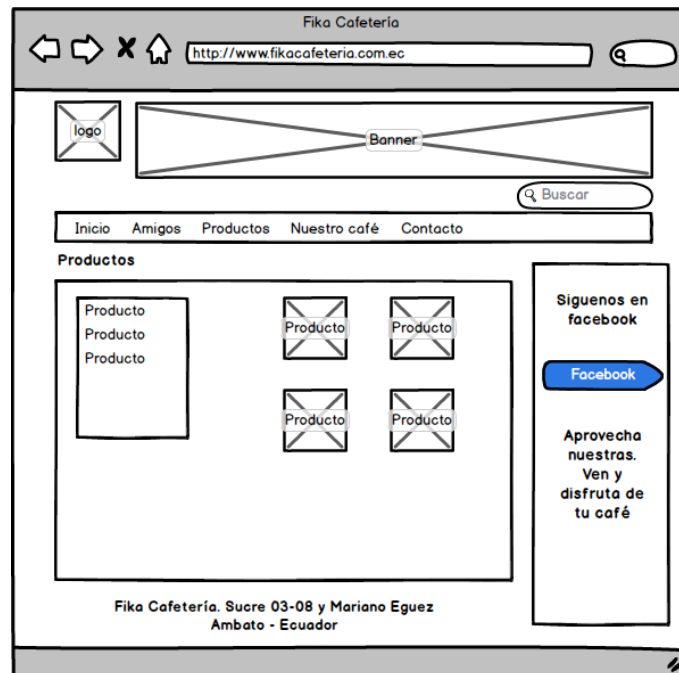 Fika Cafetería
http://www.fikacafeteria.com.ec
logo
Banner
Buscar
Inicio Amigos Productos Nuestro café Contacto
Productos
Producto
Producto
Producto
Producto Producto
Producto Producto
Siguenos en
facebook
Facebook
Aprovecha
nuestras.
Ven y
disfruta de
tu café
Fika Cafetería. Sucre 03-08 y Mariano Eguez
Ambato - Ecuador